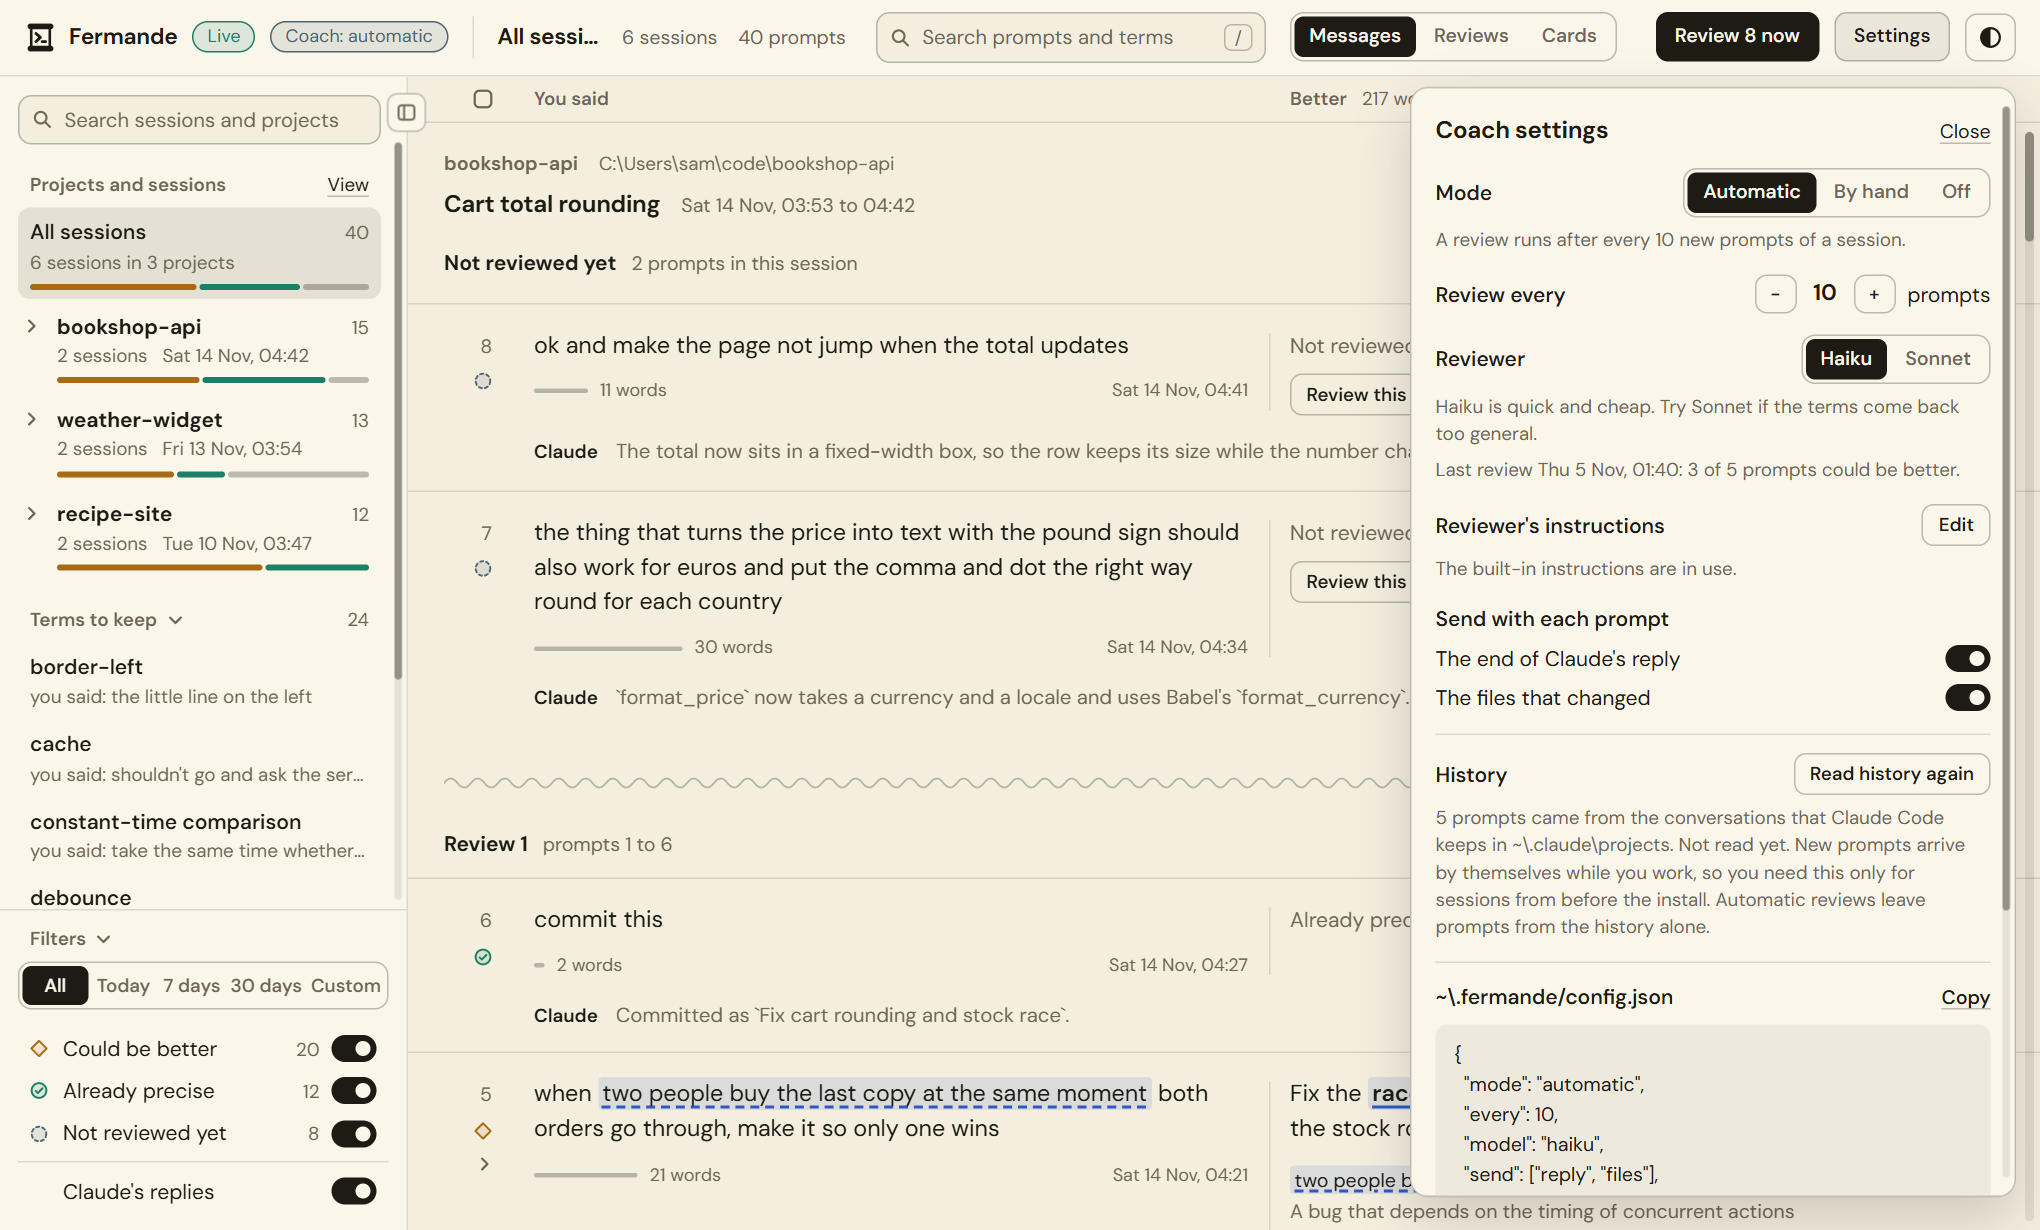 Fermande Live Coach: automatic All sessi... 6 sessions 40 prompts Search prompts and terms / Messages Reviews Cards Review 8 now Settings
Search sessions and projects
Projects and sessions View
All sessions 40
6 sessions in 3 projects
bookshop-api 15
2 sessions Sat 14 Nov, 04:42
weather-widget 13
2 sessions Fri 13 Nov, 03:54
recipe-site 12
2 sessions Tue 10 Nov, 03:47
Terms to keep 24
border-left
you said: the little line on the left
cache
you said: shouldn't go and ask the ser...
constant-time comparison
you said: take the same time whether...
debounce
Filters
All Today 7 days 30 days Custom
Could be better 20
Already precise 12
Not reviewed yet 8
Claude's replies
You said Better 217 wo
bookshop-api C:\Users\sam\code\bookshop-api
Cart total rounding Sat 14 Nov, 03:53 to 04:42
Not reviewed yet 2 prompts in this session
8 ok and make the page not jump when the total updates Not reviewed
11 words Sat 14 Nov, 04:41 Review this
Claude The total now sits in a fixed-width box, so the row keeps its size while the number cha
7 the thing that turns the price into text with the pound sign should Not reviewed
also work for euros and put the comma and dot the right way Review this
round for each country
30 words Sat 14 Nov, 04:34
Claude `format_price` now takes a currency and a locale and uses Babel's `format_currency`.
Review 1 prompts 1 to 6
6 commit this Already prec
2 words Sat 14 Nov, 04:27
Claude Committed as `Fix cart rounding and stock race`.
5 when two people buy the last copy at the same moment both Fix the rac
orders go through, make it so only one wins the stock ro
21 words Sat 14 Nov, 04:21 two people b
A bug that depends on the timing of concurrent actions
Coach settings Close
Mode Automatic By hand Off
A review runs after every 10 new prompts of a session.
Review every - 10 + prompts
Reviewer Haiku Sonnet
Haiku is quick and cheap. Try Sonnet if the terms come back
too general.
Last review Thu 5 Nov, 01:40: 3 of 5 prompts could be better.
Reviewer's instructions Edit
The built-in instructions are in use.
Send with each prompt
The end of Claude's reply
The files that changed
History Read history again
5 prompts came from the conversations that Claude Code
keeps in ~\.claude\projects. Not read yet. New prompts arrive
by themselves while you work, so you need this only for
sessions from before the install. Automatic reviews leave
prompts from the history alone.
~\.fermande/config.json Copy
{
"mode": "automatic",
"every": 10,
"model": "haiku",
"send": ["reply", "files"],